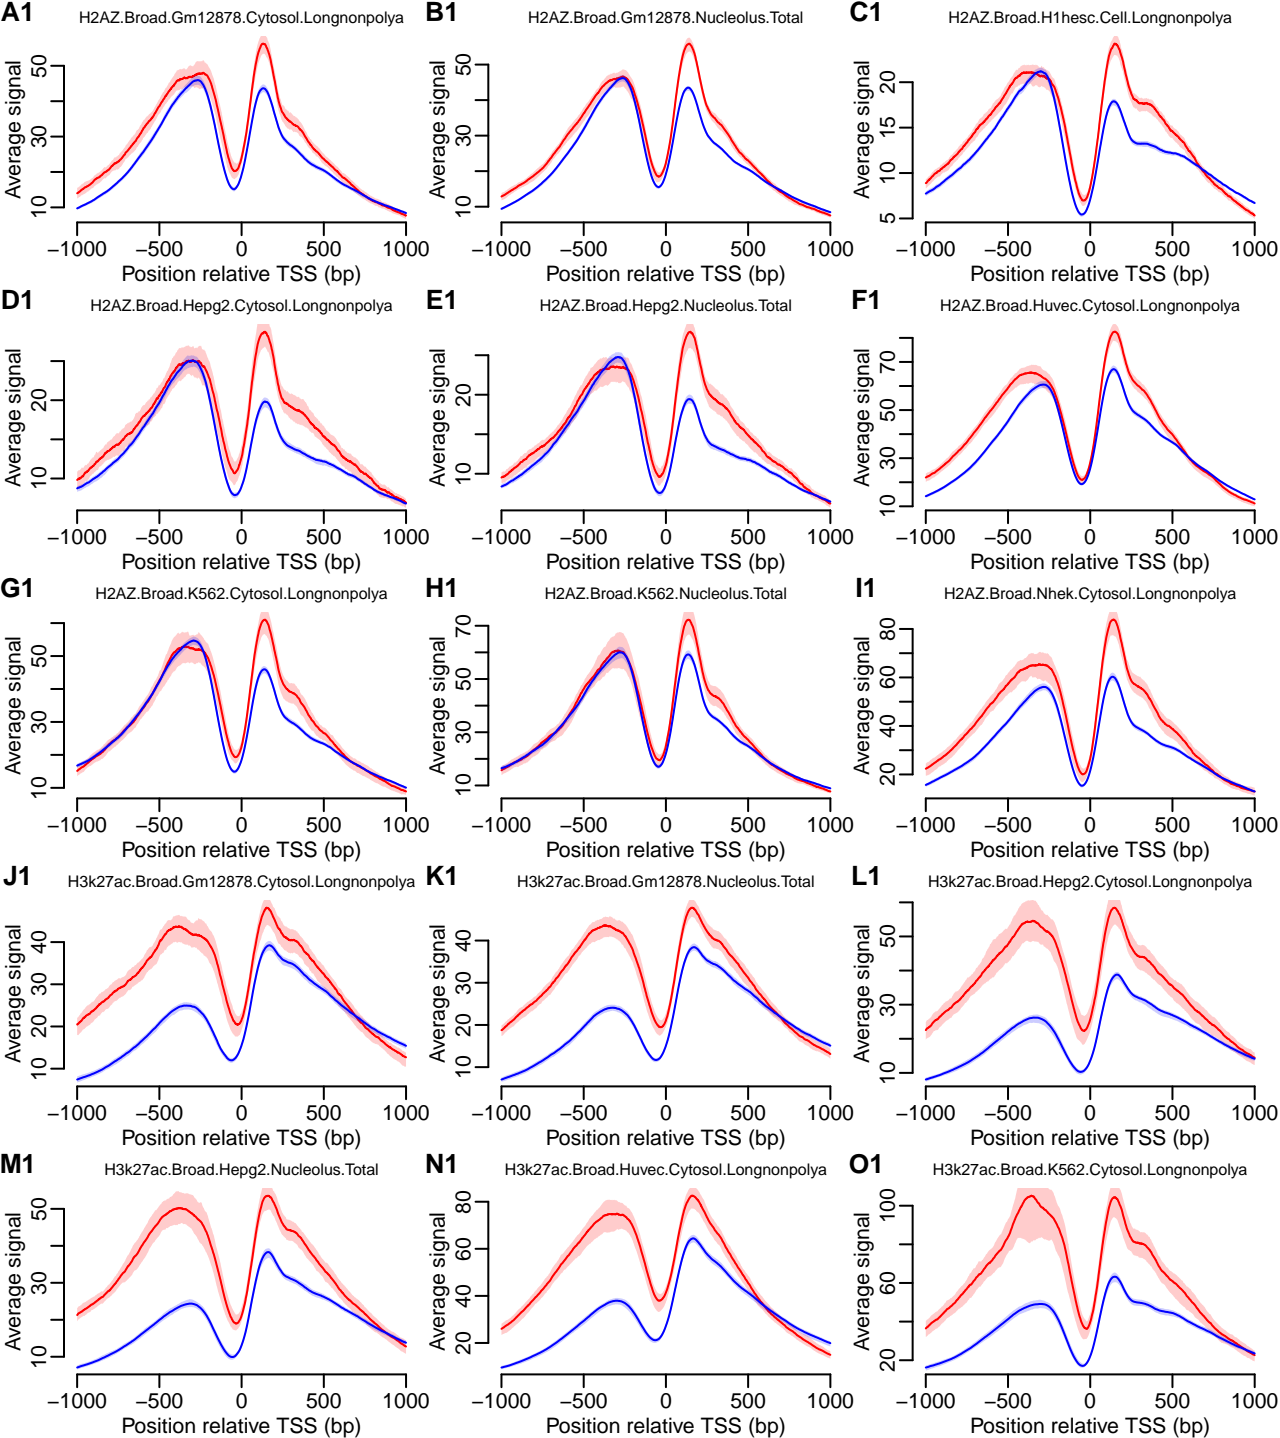 A1 H2AZ.Broad.Gm12878.Cytosol.Longnonpolya
Average signal
10 30 50
−1000 −500 0 500 1000
Position relative TSS (bp)
B1 H2AZ.Broad.Gm12878.Nucleolus.Total
Average signal
10 30 50
−1000 −500 0 500 1000
Position relative TSS (bp)
C1 H2AZ.Broad.H1hesc.Cell.Longnonpolya
Average signal
5 10 15 20
−1000 −500 0 500 1000
Position relative TSS (bp)
D1 H2AZ.Broad.Hepg2.Cytosol.Longnonpolya
Average signal
10 20
−1000 −500 0 500 1000
Position relative TSS (bp)
E1 H2AZ.Broad.Hepg2.Nucleolus.Total
Average signal
10 20
−1000 −500 0 500 1000
Position relative TSS (bp)
F1 H2AZ.Broad.Huvec.Cytosol.Longnonpolya
Average signal
10 30 50 70
−1000 −500 0 500 1000
Position relative TSS (bp)
G1 H2AZ.Broad.K562.Cytosol.Longnonpolya
Average signal
10 30 50
−1000 −500 0 500 1000
Position relative TSS (bp)
H1 H2AZ.Broad.K562.Nucleolus.Total
Average signal
10 30 50 70
−1000 −500 0 500 1000
Position relative TSS (bp)
I1 H2AZ.Broad.Nhek.Cytosol.Longnonpolya
Average signal
20 40 60 80
−1000 −500 0 500 1000
Position relative TSS (bp)
J1 H3k27ac.Broad.Gm12878.Cytosol.Longnonpolya
Average signal
10 20 30 40
−1000 −500 0 500 1000
Position relative TSS (bp)
K1 H3k27ac.Broad.Gm12878.Nucleolus.Total
Average signal
10 20 30 40
−1000 −500 0 500 1000
Position relative TSS (bp)
L1 H3k27ac.Broad.Hepg2.Cytosol.Longnonpolya
Average signal
10 30 50
−1000 −500 0 500 1000
Position relative TSS (bp)
M1 H3k27ac.Broad.Hepg2.Nucleolus.Total
Average signal
10 30 50
−1000 −500 0 500 1000
Position relative TSS (bp)
N1 H3k27ac.Broad.Huvec.Cytosol.Longnonpolya
Average signal
20 40 60 80
−1000 −500 0 500 1000
Position relative TSS (bp)
O1 H3k27ac.Broad.K562.Cytosol.Longnonpolya
Average signal
20 60 100
−1000 −500 0 500 1000
Position relative TSS (bp)